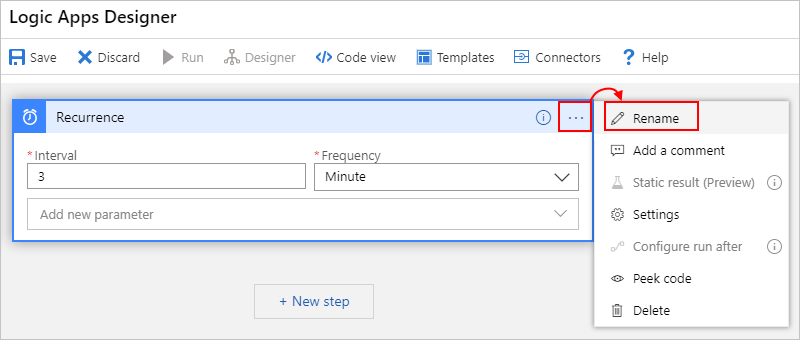 Logic Apps Designer
Save Discard Run Designer Code view Templates Connectors ? Help
Recurrence ...
Rename
Add a comment
* Interval * Frequency
3 Minute
Static result (Preview)
Add new parameter
Settings
Configure run after
Peek code
+ New step
Delete